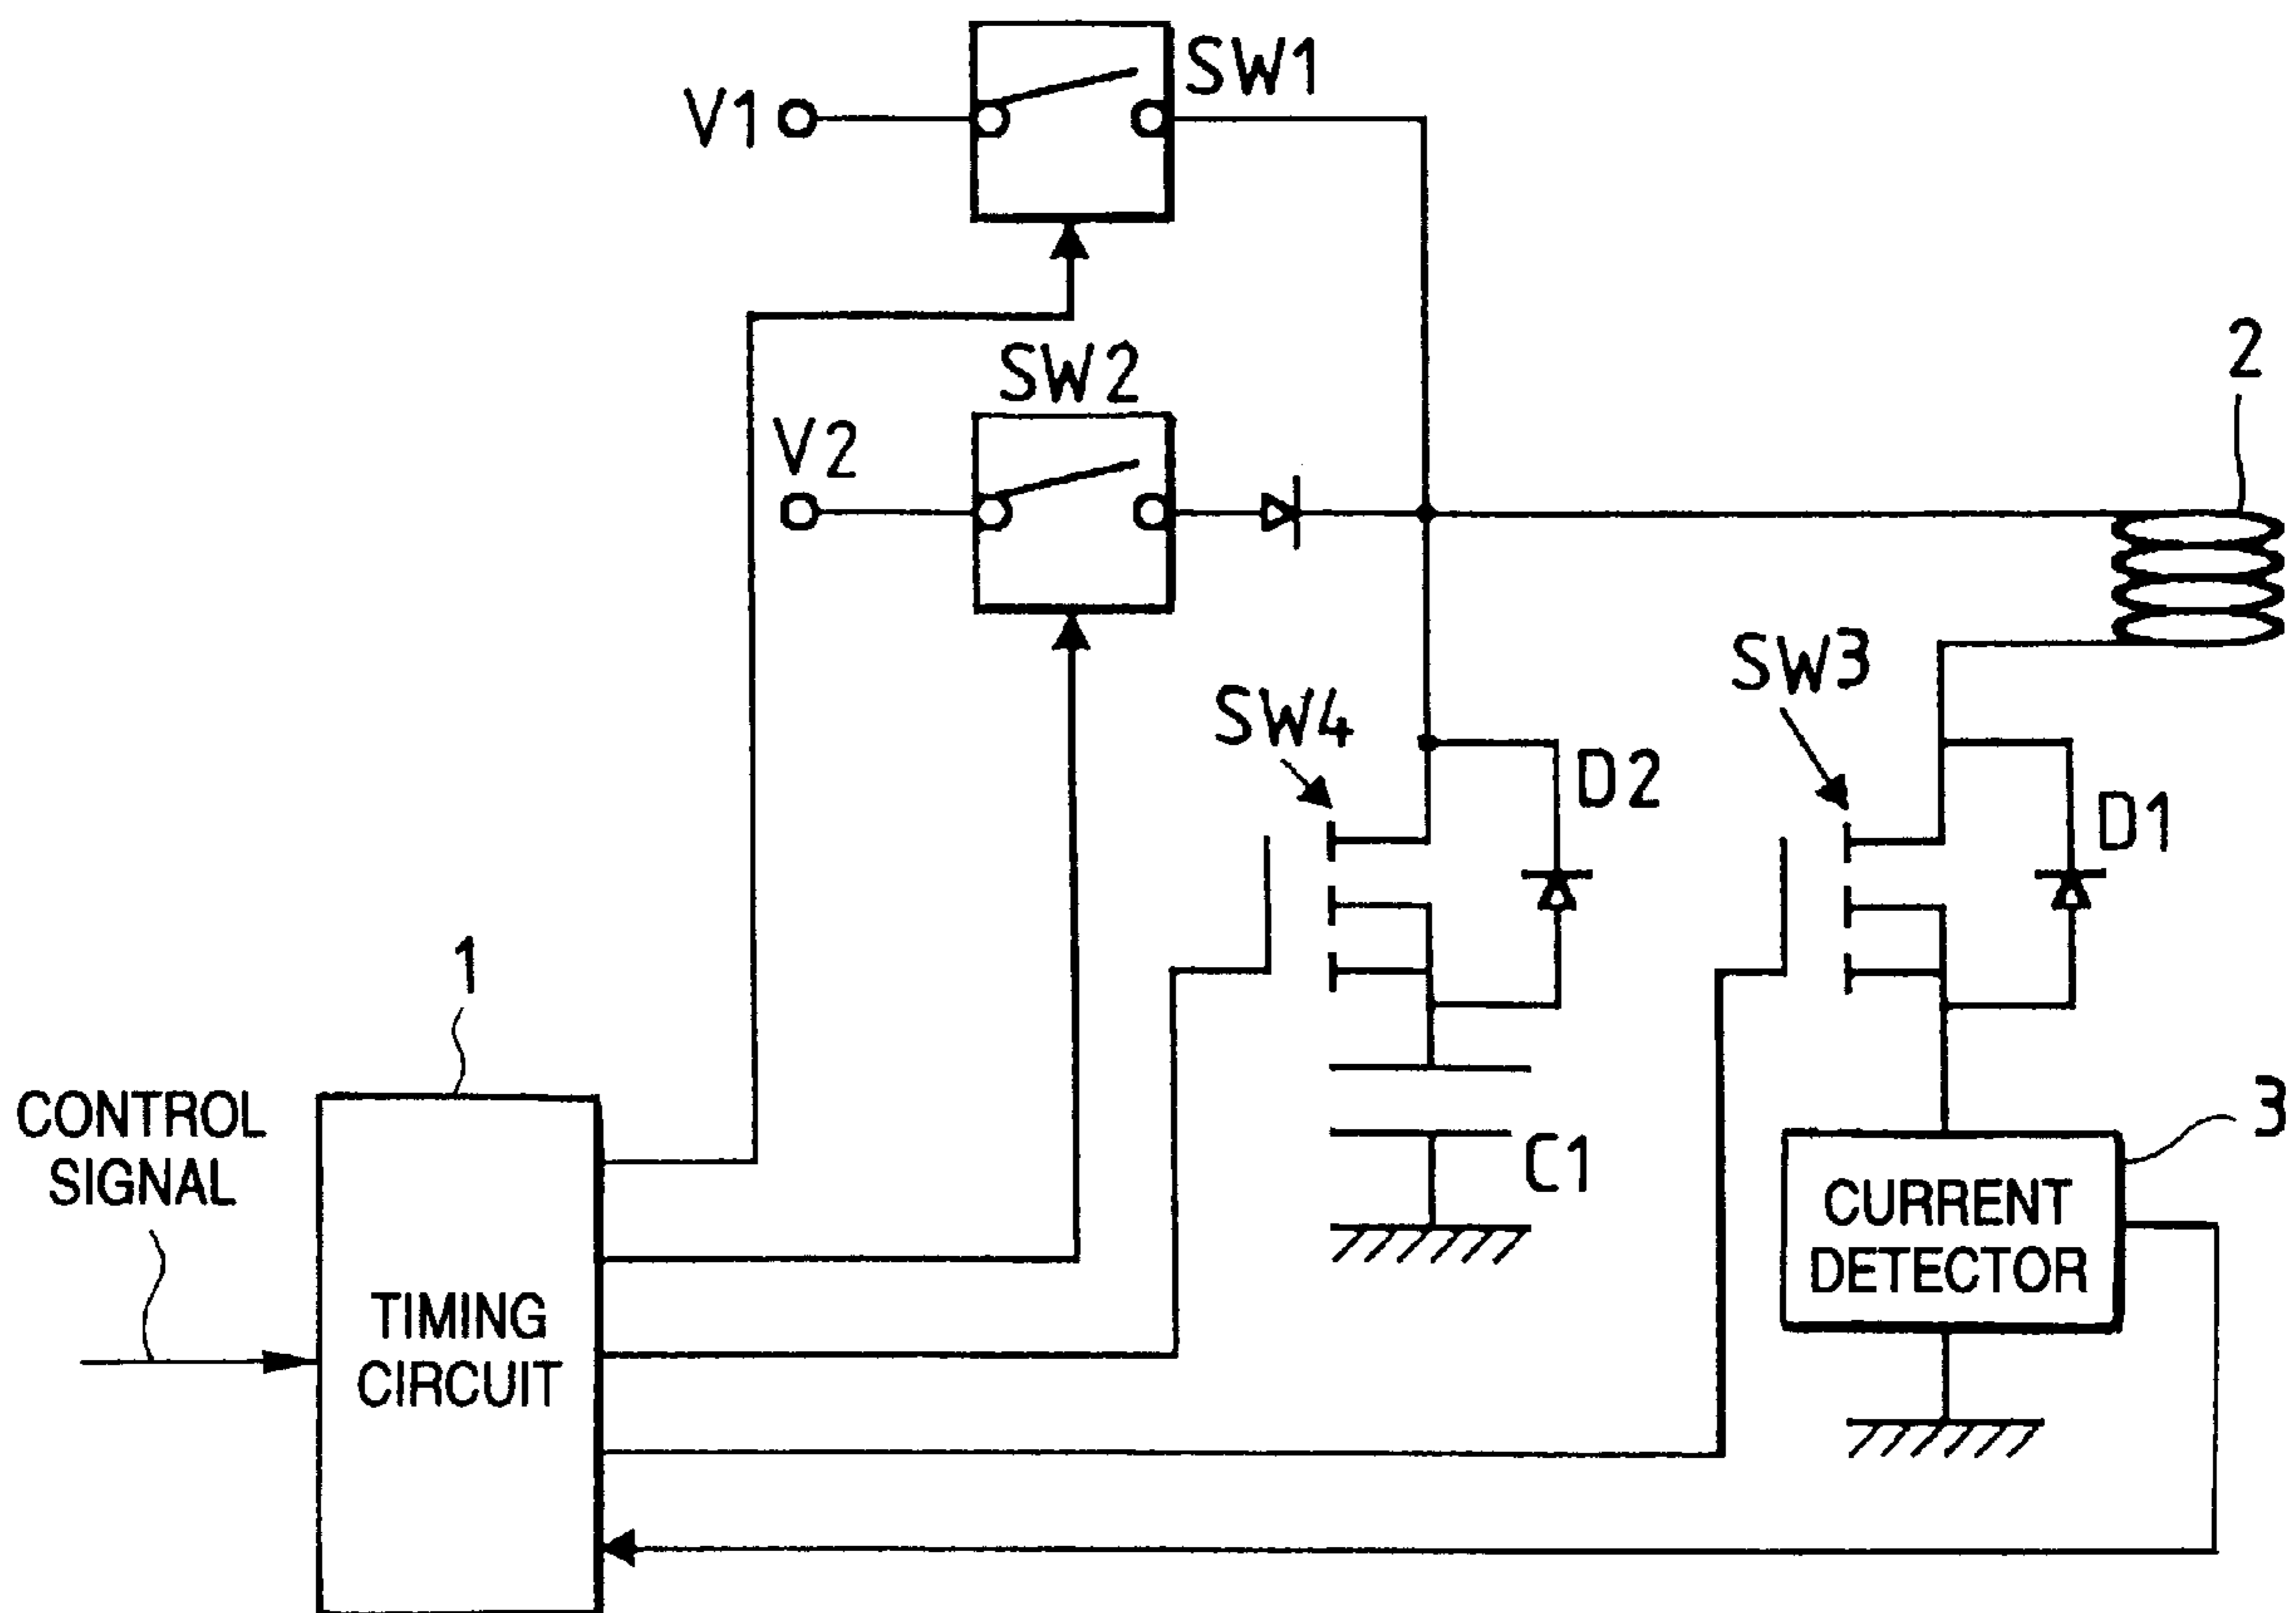 SW1
V1
SW2
V2
2
SW3
SW4
D2
D1
1
CONTROL
SIGNAL
C1
3
CURRENT
DETECTOR
TIMING
CIRCUIT